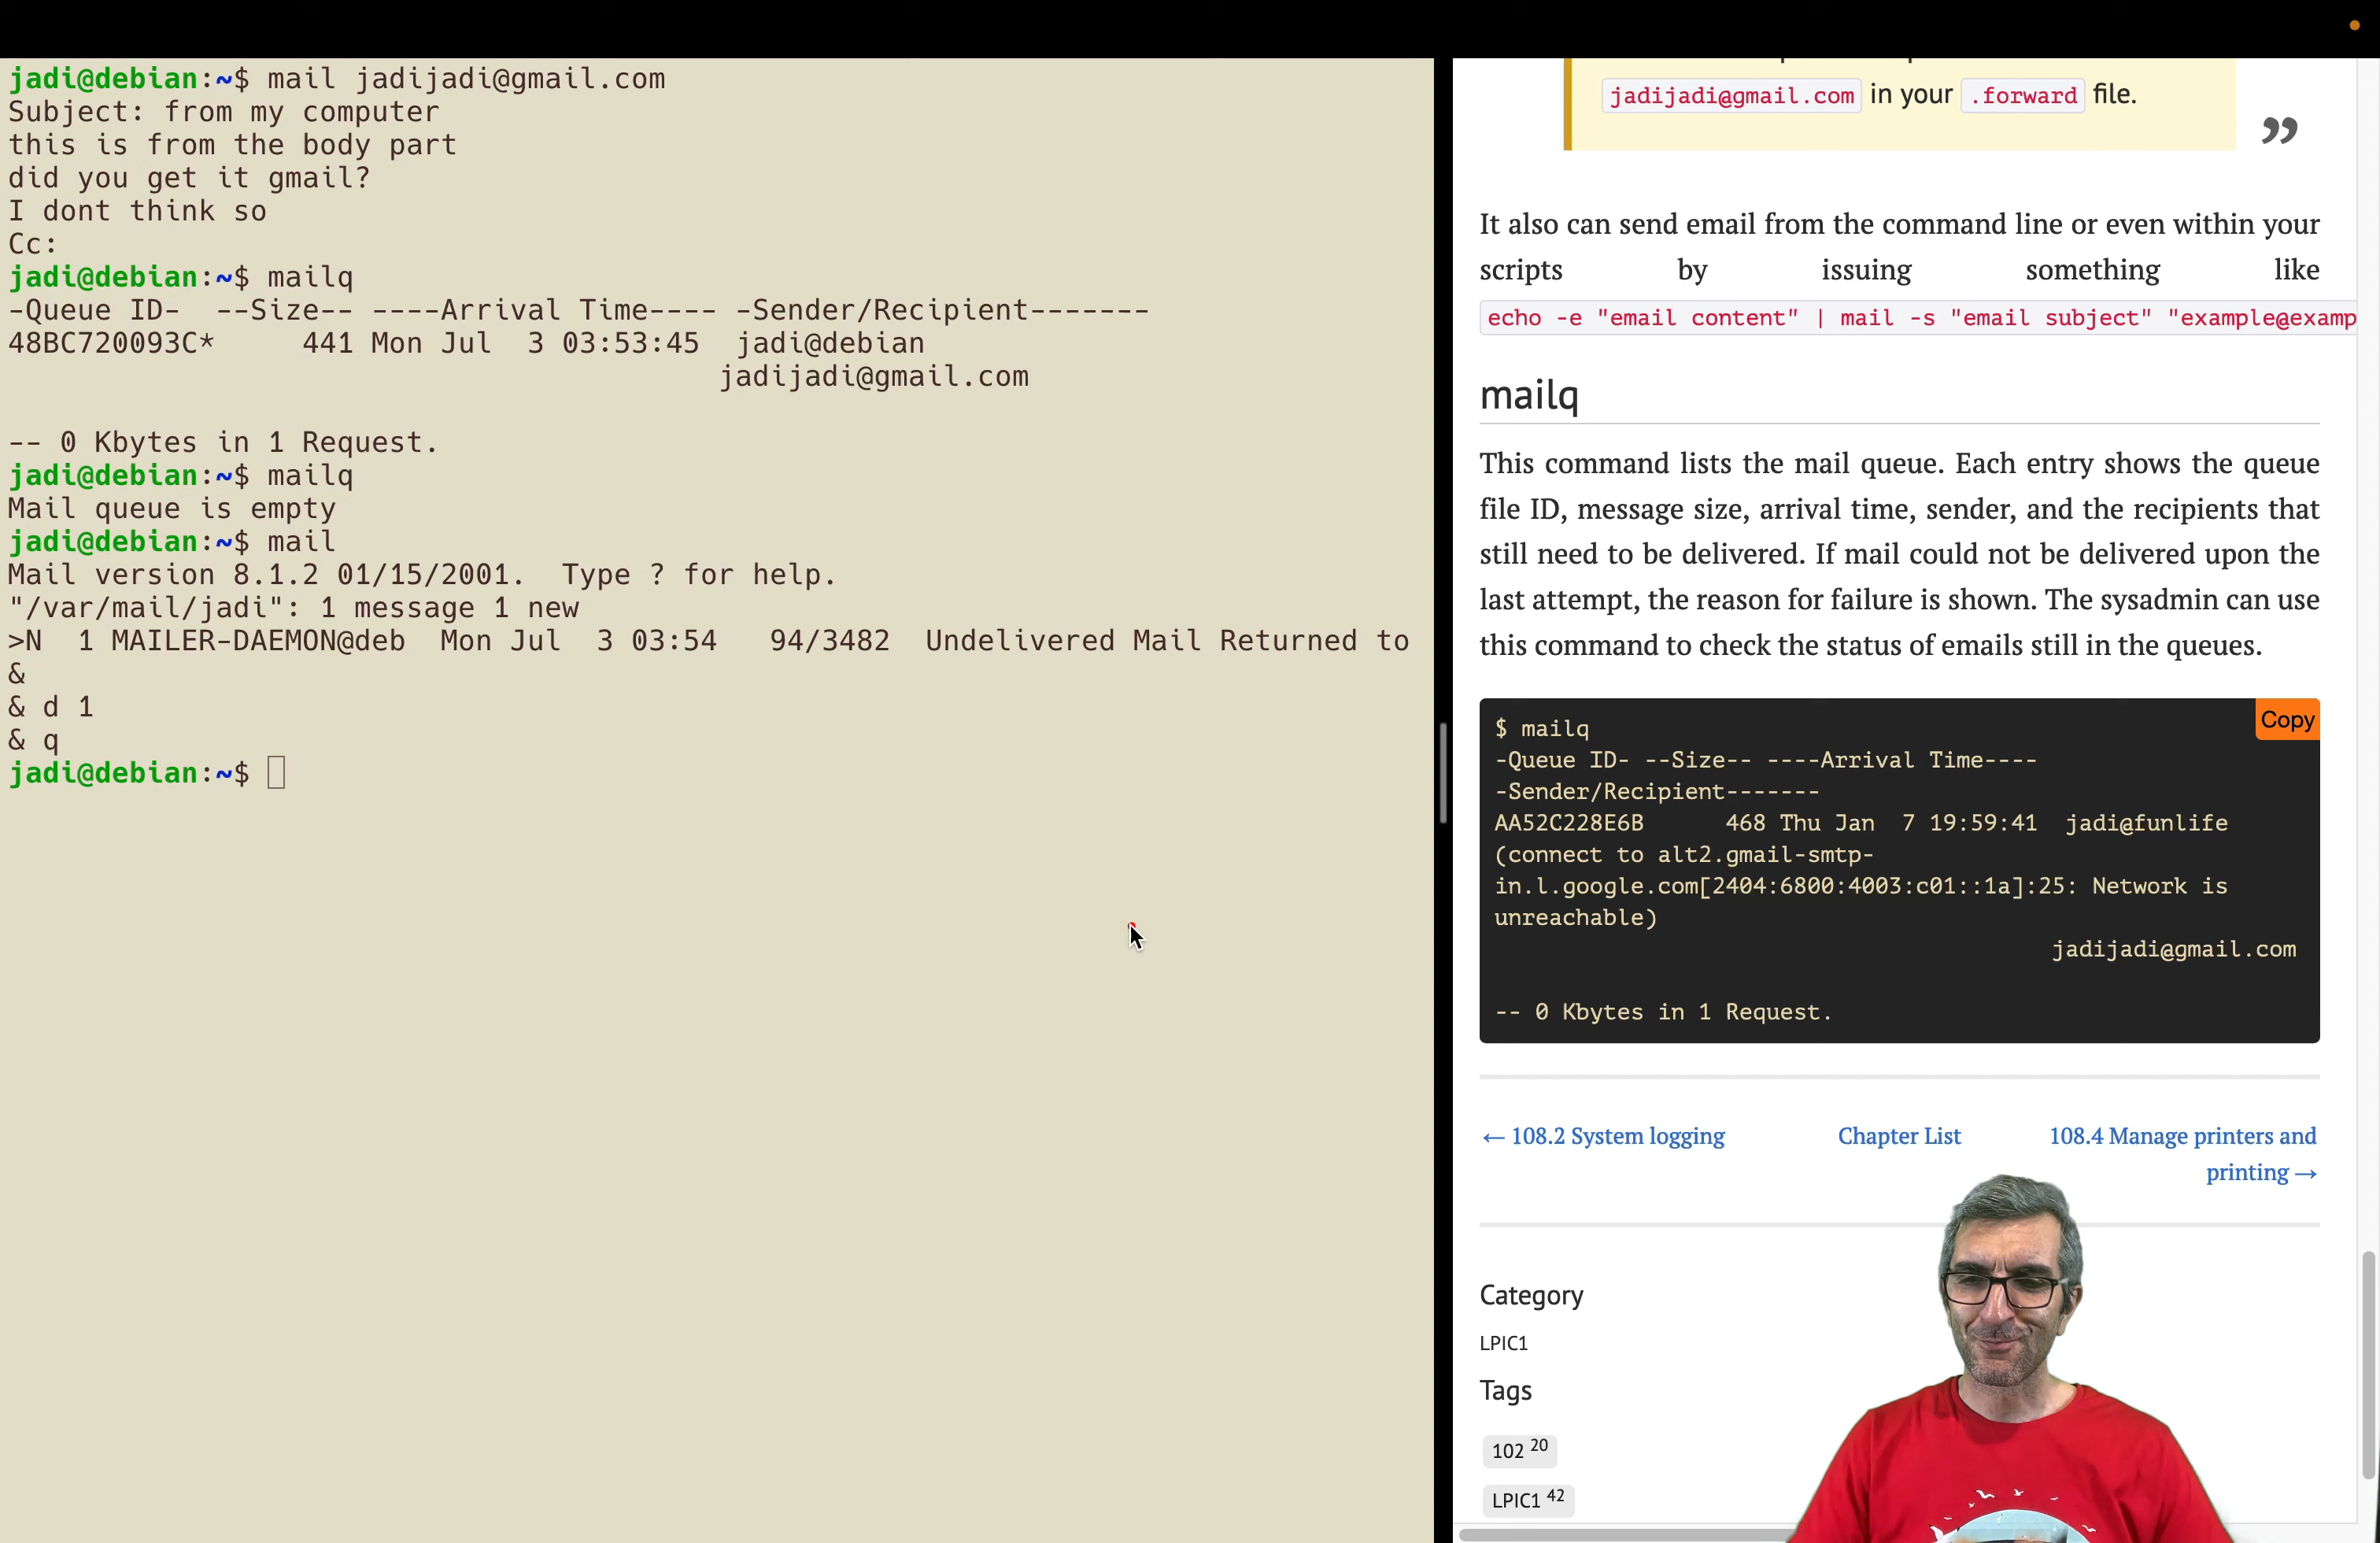 jadi@debian:~$ mail jadijadi@gmail.com
Subject: from my computer
this is from the body part
did you get it gmail?
I dont think so
Cc:
jadi@debian:~$ mailq
-Queue ID-  --Size-- ----Arrival Time---- -Sender/Recipient-------
48BC720093C*     441 Mon Jul  3 03:53:45  jadi@debian
                                         jadijadi@gmail.com
-- 0 Kbytes in 1 Request.
jadi@debian:~$ mailq
Mail queue is empty
jadi@debian:~$ mail
Mail version 8.1.2 01/15/2001.  Type ? for help.
"/var/mail/jadi": 1 message 1 new
>N  1 MAILER-DAEMON@deb  Mon Jul  3 03:54   94/3482  Undelivered Mail Returned to
&
& d 1
& q
jadi@debian:~$
jadijadi@gmail.com in your .forward file.
”
It also can send email from the command line or even within your
scripts by issuing something like
echo -e "email content" | mail -s "email subject" "example@examp
mailq
This command lists the mail queue. Each entry shows the queue
file ID, message size, arrival time, sender, and the recipients that
still need to be delivered. If mail could not be delivered upon the
last attempt, the reason for failure is shown. The sysadmin can use
this command to check the status of emails still in the queues.
Copy
$ mailq
-Queue ID- --Size-- ----Arrival Time----
-Sender/Recipient-------
AA52C228E6B      468 Thu Jan  7 19:59:41  jadi@funlife
(connect to alt2.gmail-smtp-
in.l.google.com[2404:6800:4003:c01::1a]:25: Network is
unreachable)
                                         jadijadi@gmail.com
-- 0 Kbytes in 1 Request.
← 108.2 System logging
Chapter List
108.4 Manage printers and
printing →
Category
LPIC1
Tags
102 20
LPIC1 42